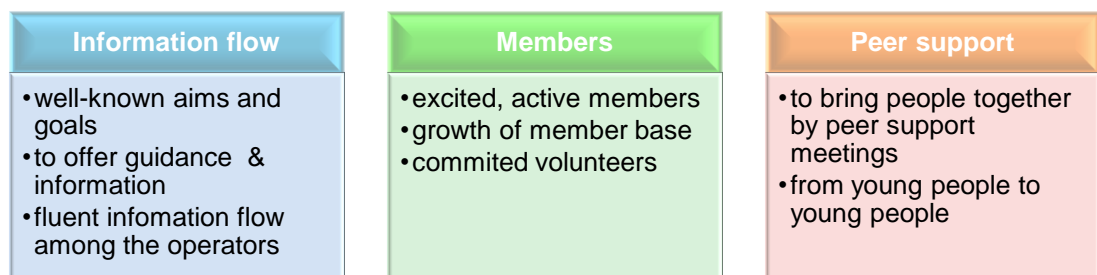 Information flow
•well-known aims and
goals
•to offer guidance  &
information
•fluent infomation flow
among the operators
Members
•excited, active members
•growth of member base
•commited volunteers
Peer support
•to bring people together
by peer support
meetings
•from young people to
young people